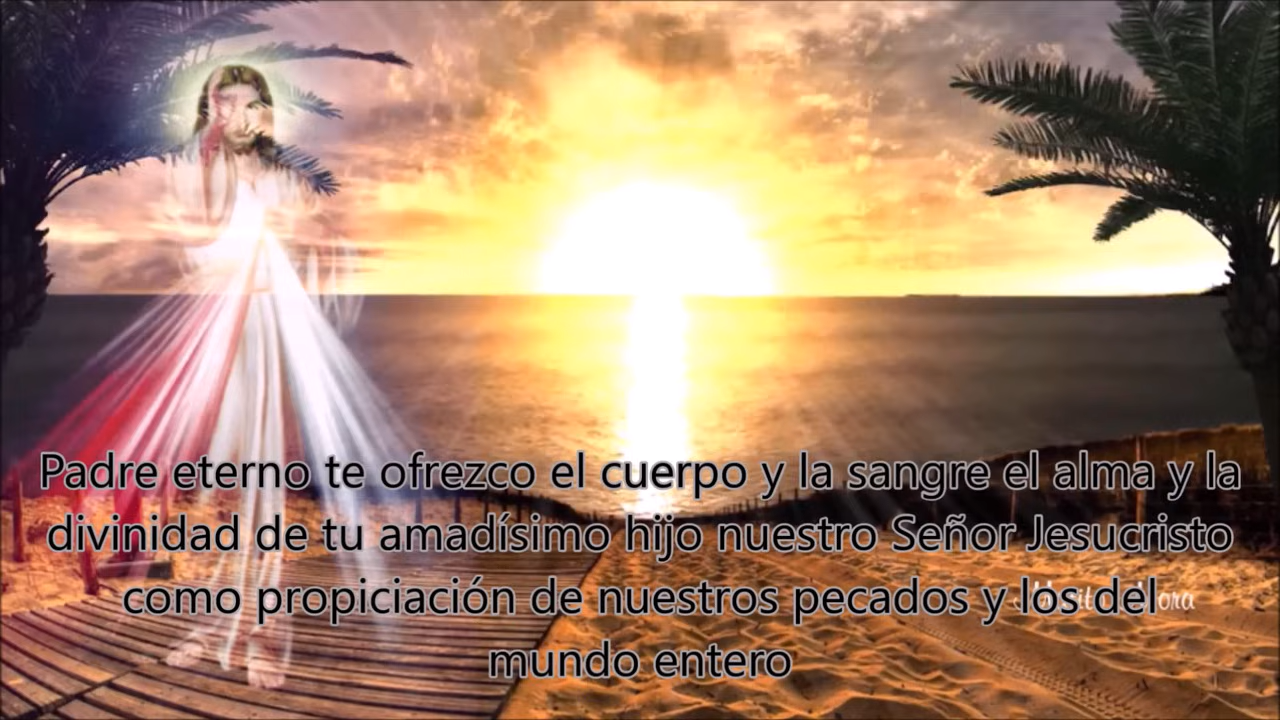 Padre eterno te ofrezco el cuerpo y la sangre el alma y la
divinidad de tu amadísimo hijo nuestro Señor Jesucristo
como propiciación de nuestros pecados y los del
mundo entero